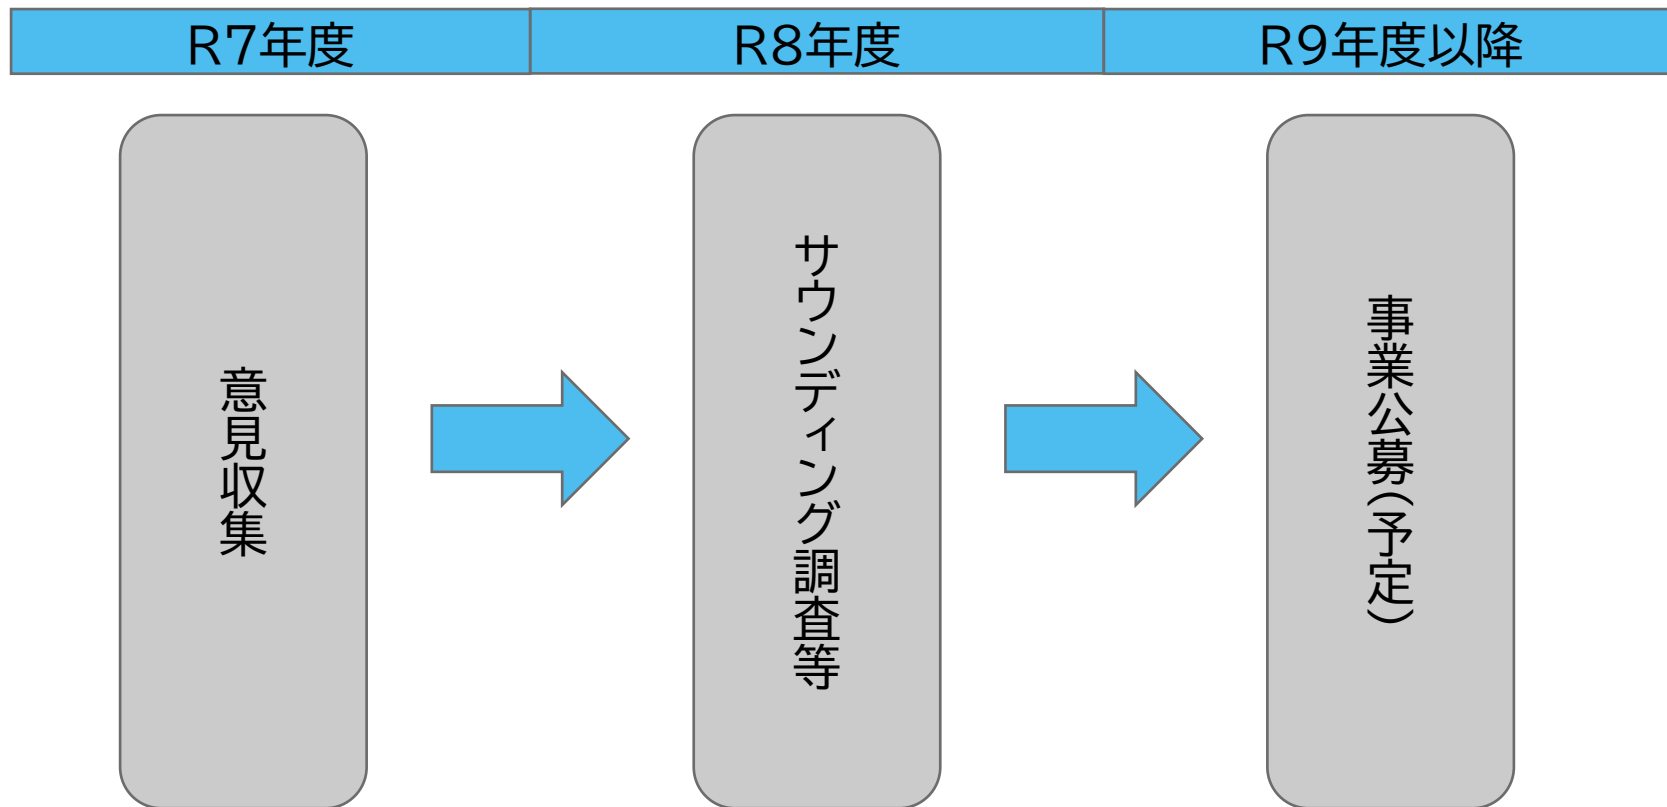 R7年度
R8年度
R9年度以降
意見収集
サウンディング調査等
事業公募(予定)